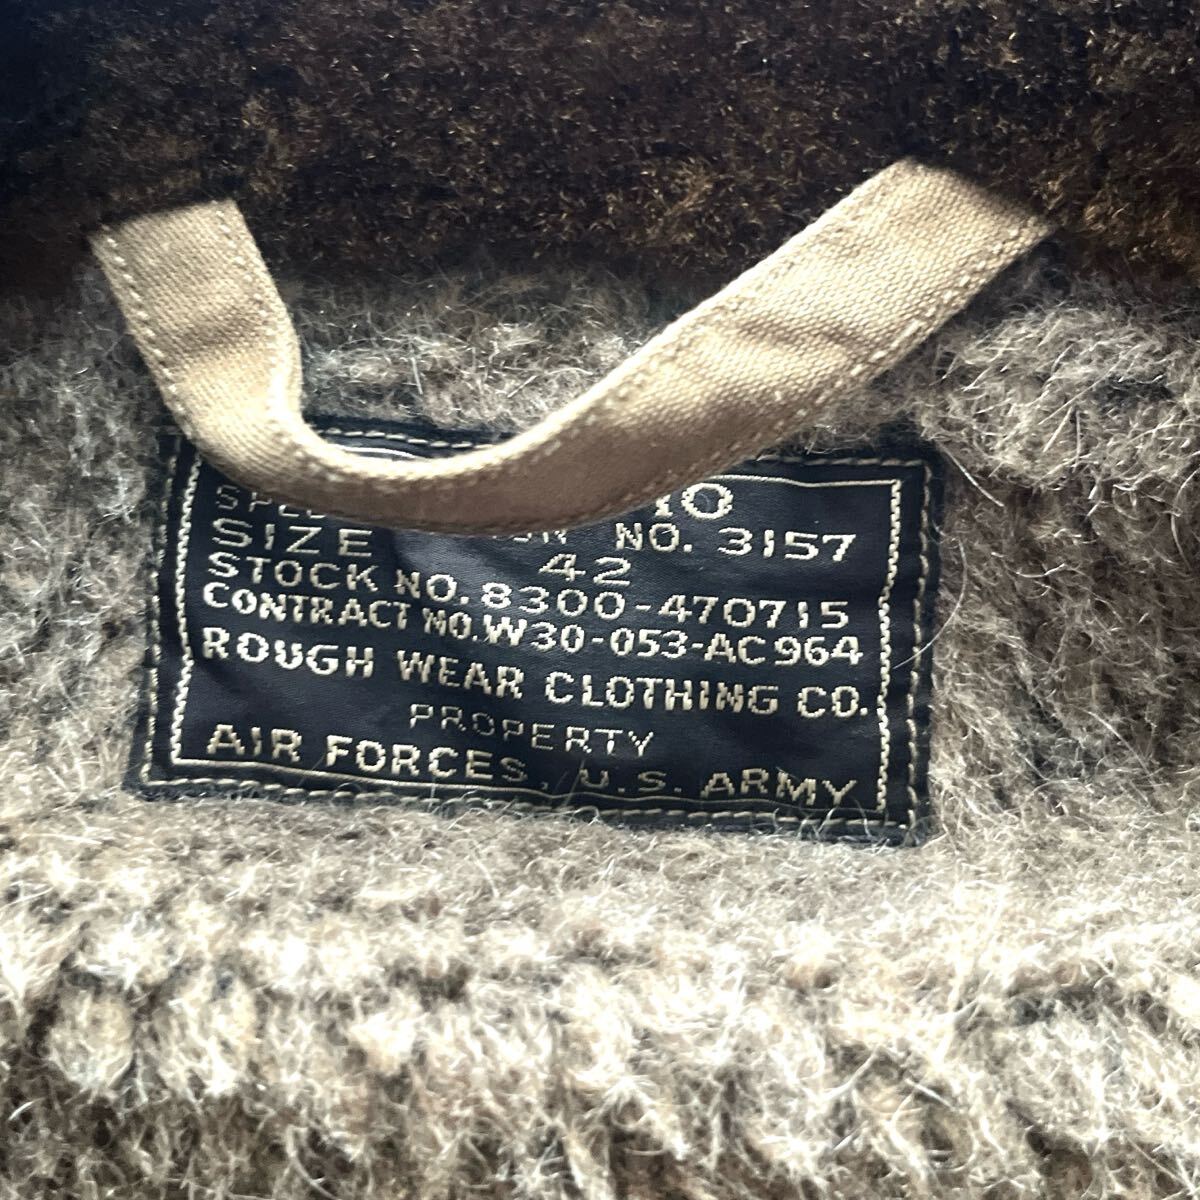 10
NO. 3157
SIZE 42
STOCK NO. 8300-470715
CONTRACT NO. W30-053-AC964
ROUGH WEAR CLOTHING CO.
PROPERTY
AIR FORCES, U.S. ARMY